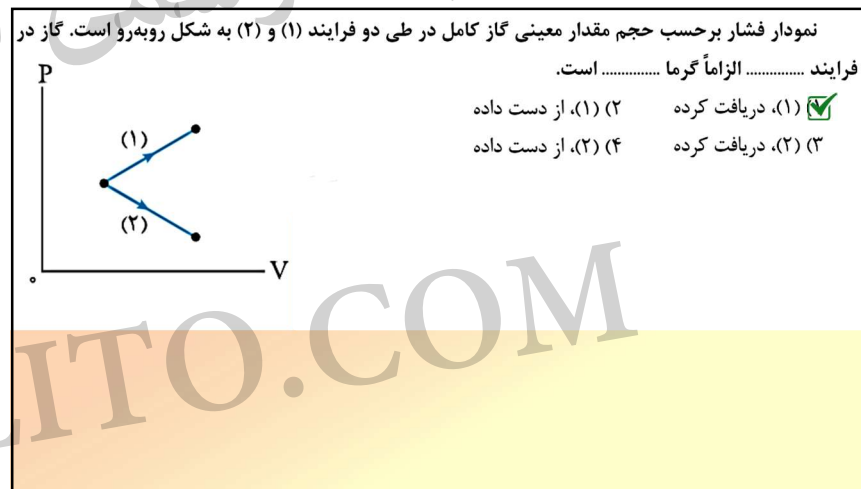 نمودار فشار برحسب حجم مقدار معینی گاز کامل در طی دو فرایند (۱) و (۲) به شکل روبه‌رو است. گاز در
فرایند ............. الزاماً گرما ............. است.
(۱)، دریافت کرده
۲) (۱)، از دست داده
۳) (۲)، دریافت کرده
۴) (۲)، از دست داده
P
(۱)
(۲)
V
۰
ITO.COM